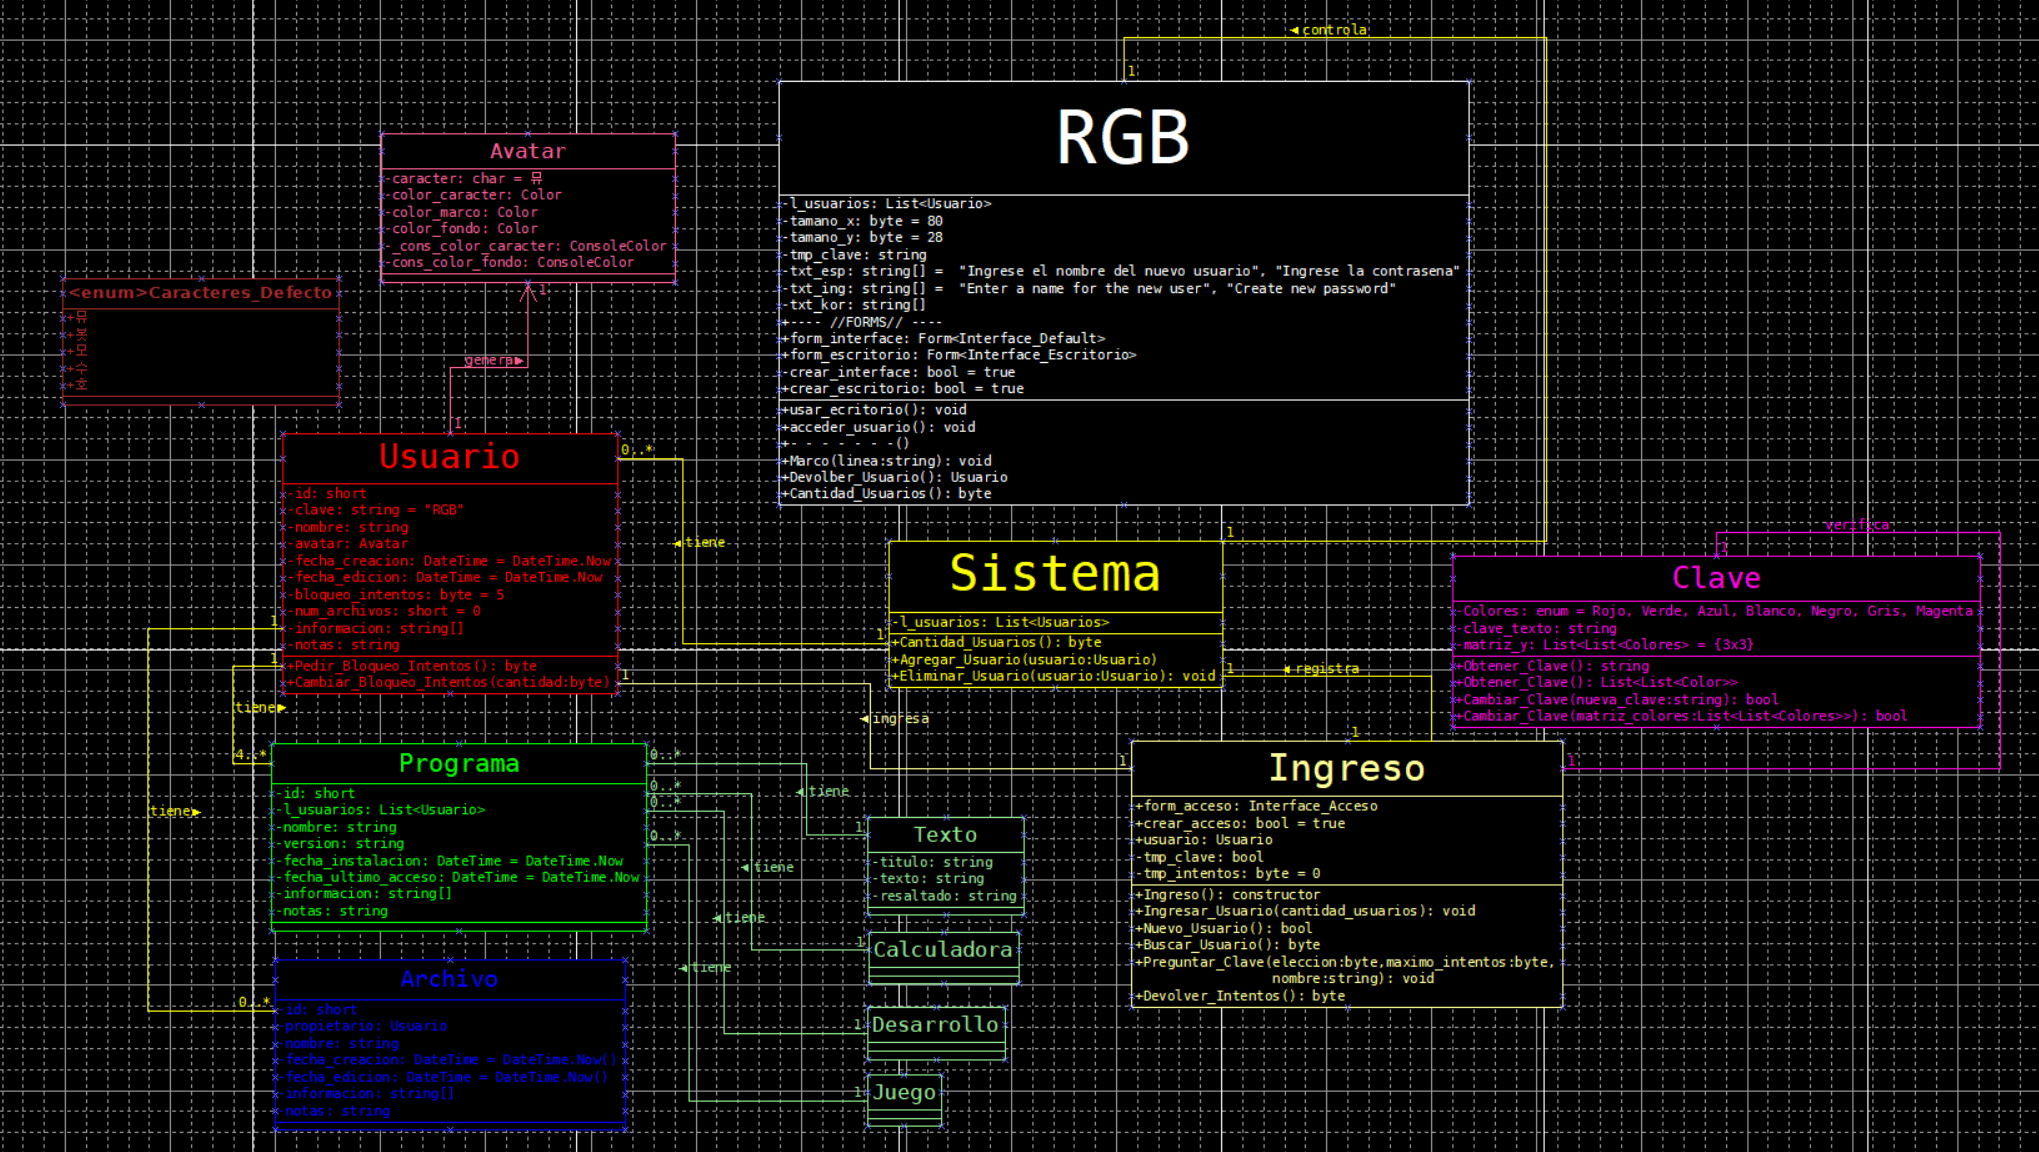 ◄controla
1
RGB
-l_usuarios: List<Usuario>
-tamano_x: byte = 80
-tamano_y: byte = 28
-tmp_clave: string
-txt_esp: string[] =  "Ingrese el nombre del nuevo usuario", "Ingrese la contrasena"
-txt_ing: string[] =  "Enter a name for the new user", "Create new password"
-txt_kor: string[]
+---- //FORMS// ----
+form_interface: Form<Interface_Default>
+form_escritorio: Form<Interface_Escritorio>
-crear_interface: bool = true
+crear_escritorio: bool = true
+usar_ecritorio(): void
+acceder_usuario(): void
+- - - - - - -()
+Marco(linea:string): void
+Devolber_Usuario(): Usuario
+Cantidad_Usuarios(): byte
Avatar
-caracter: char = 뮤
-color_caracter: Color
-color_marco: Color
-color_fondo: Color
-_cons_color_caracter: ConsoleColor
-cons_color_fondo: ConsoleColor
1
genera►
1
<enum>Caracteres_Defecto
Usuario
-id: short
-clave: string = "RGB"
-nombre: string
-avatar: Avatar
-fecha_creacion: DateTime = DateTime.Now
-fecha_edicion: DateTime = DateTime.Now
-bloqueo_intentos: byte = 5
-num_archivos: short = 0
-informacion: string[]
-notas: string
+Pedir_Bloqueo_Intentos(): byte
+Cambiar_Bloqueo_Intentos(cantidad:byte)
0..*
◄tiene
1
1
1
1
Sistema
-l_usuarios: List<Usuarios>
+Cantidad_Usuarios(): byte
+Agregar_Usuario(usuario:Usuario)
+Eliminar_Usuario(usuario:Usuario): void
1
1
◄registra
1
◄ingresa
1
verifica
1
Clave
-Colores: enum = Rojo, Verde, Azul, Blanco, Negro, Gris, Magenta
-clave_texto: string
-matriz_y: List<List<Colores> = {3x3}
+Obtener_Clave(): string
+Obtener_Clave(): List<List<Color>>
+Cambiar_Clave(nueva_clave:string): bool
+Cambiar_Clave(matriz_colores:List<List<Colores>>): bool
1
Ingreso
+form_acceso: Interface_Acceso
+crear_acceso: bool = true
+usuario: Usuario
-tmp_clave: bool
-tmp_intentos: byte = 0
+Ingreso(): constructor
+Ingresar_Usuario(cantidad_usuarios): void
+Nuevo_Usuario(): bool
+Buscar_Usuario(): byte
+Preguntar_Clave(eleccion:byte,maximo_intentos:byte,
nombre:string): void
+Devolver_Intentos(): byte
tiene►
4..*
tiene►
0..*
Programa
-id: short
-l_usuarios: List<Usuario>
-nombre: string
-version: string
-fecha_instalacion: DateTime = DateTime.Now
-fecha_ultimo_acceso: DateTime = DateTime.Now
-informacion: string[]
-notas: string
0..*
0..*
0..*
0..*
◄tiene
◄tiene
◄tiene
◄tiene
1
Texto
-titulo: string
-texto: string
-resaltado: string
1
Calculadora
1
Desarrollo
1
Juego
Archivo
-id: short
-propietario: Usuario
-nombre: string
-fecha_creacion: DateTime = DateTime.Now()
-fecha_edicion: DateTime = DateTime.Now()
-informacion: string[]
-notas: string